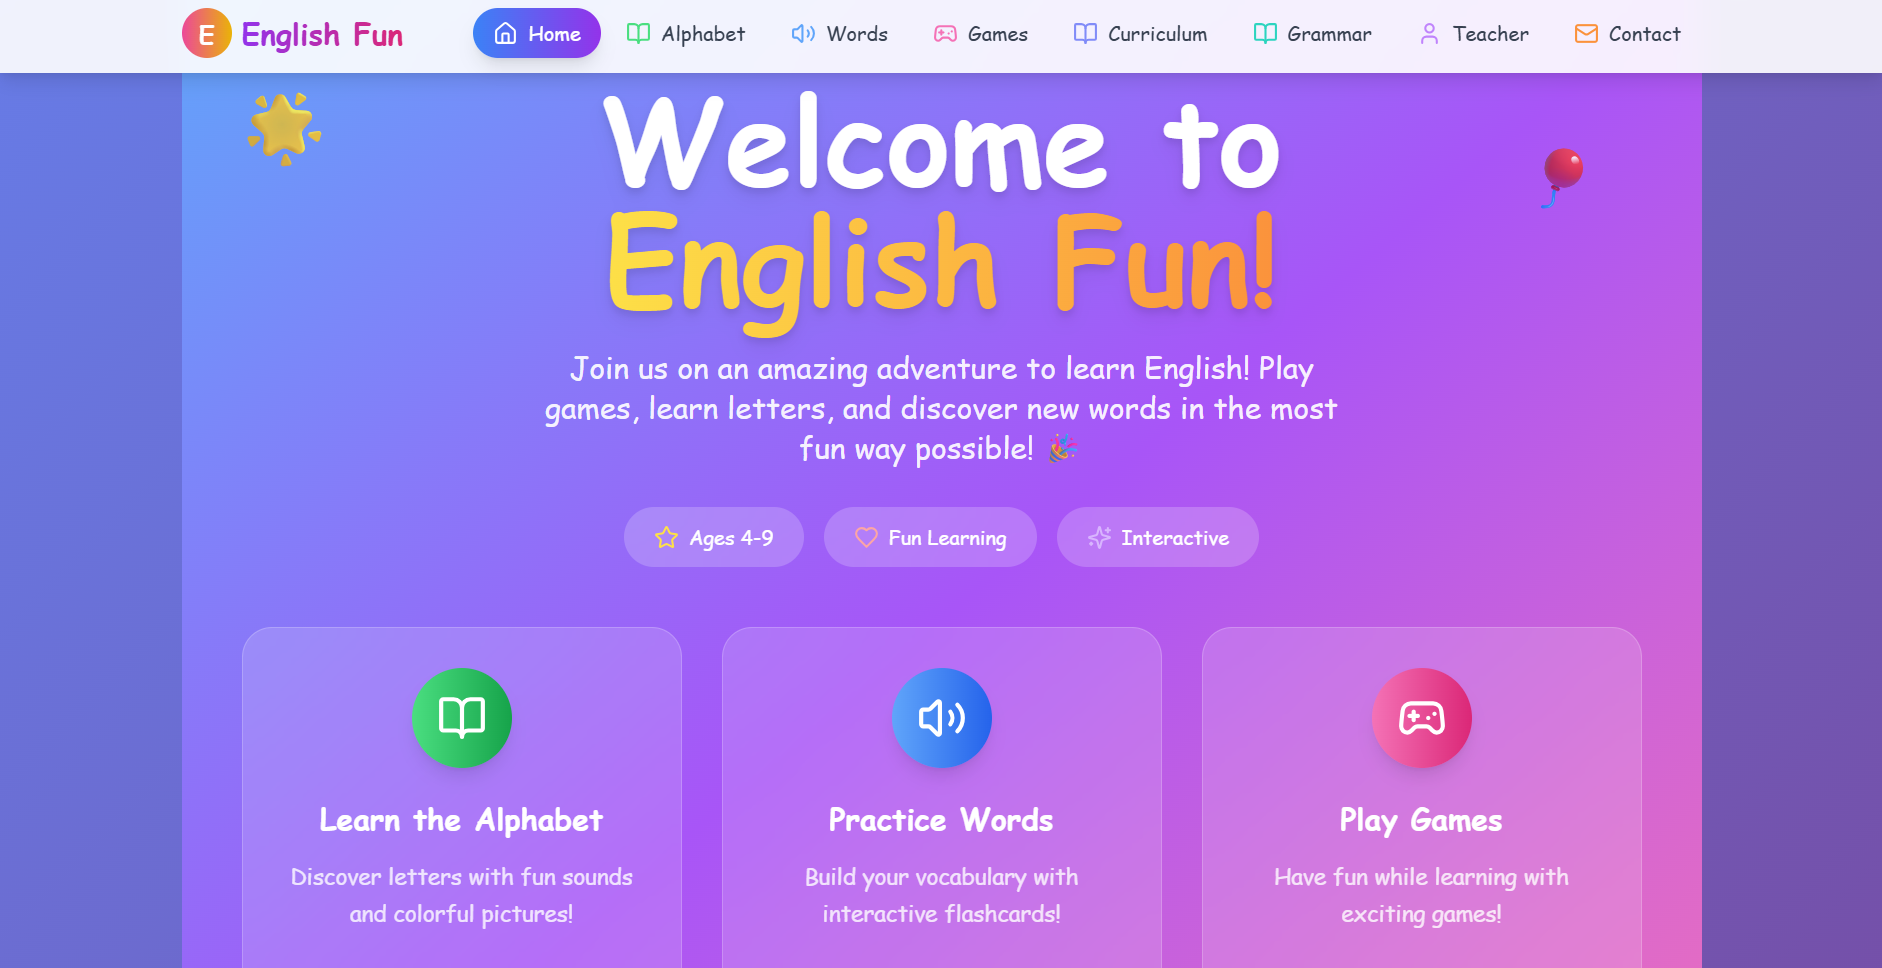 E English Fun
Home
Alphabet
Words
Games
Curriculum
Grammar
Teacher
Contact
Welcome to
English Fun!
Join us on an amazing adventure to learn English! Play
games, learn letters, and discover new words in the most
fun way possible! 🎉
Ages 4-9
Fun Learning
Interactive
Learn the Alphabet
Discover letters with fun sounds
and colorful pictures!
Practice Words
Build your vocabulary with
interactive flashcards!
Play Games
Have fun while learning with
exciting games!